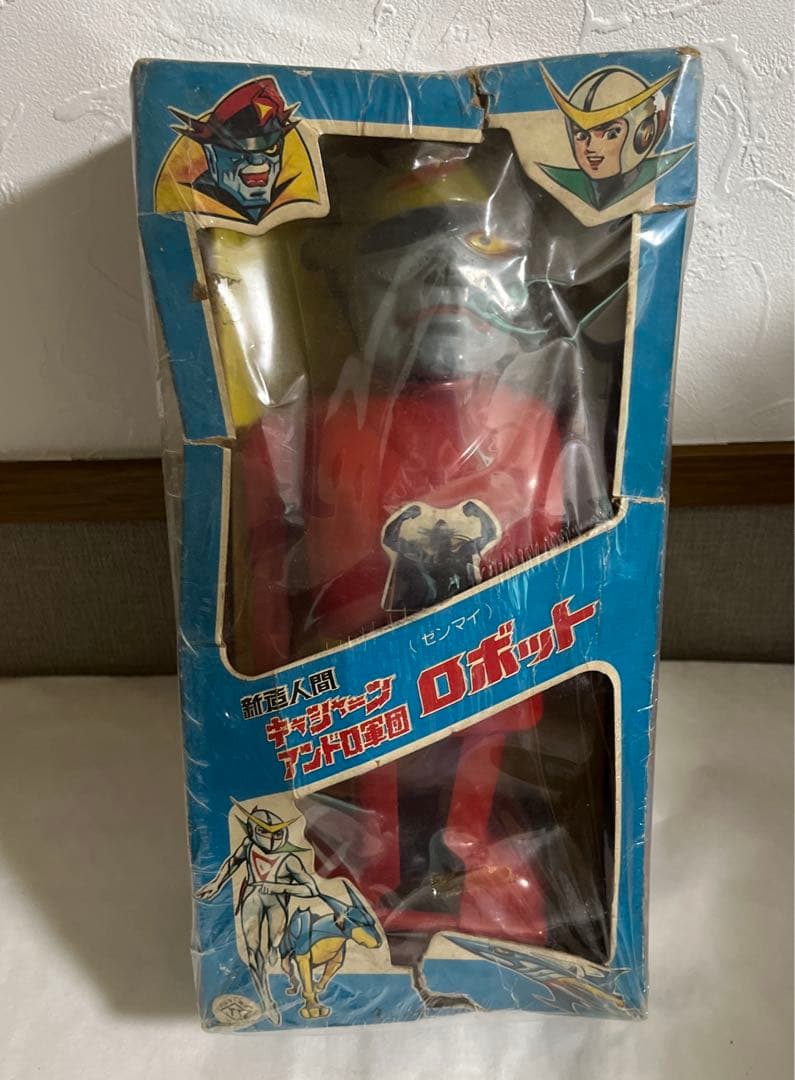 （ゼンマイ）
新造人間
キャシャーン
アンドロ軍団
ロボット